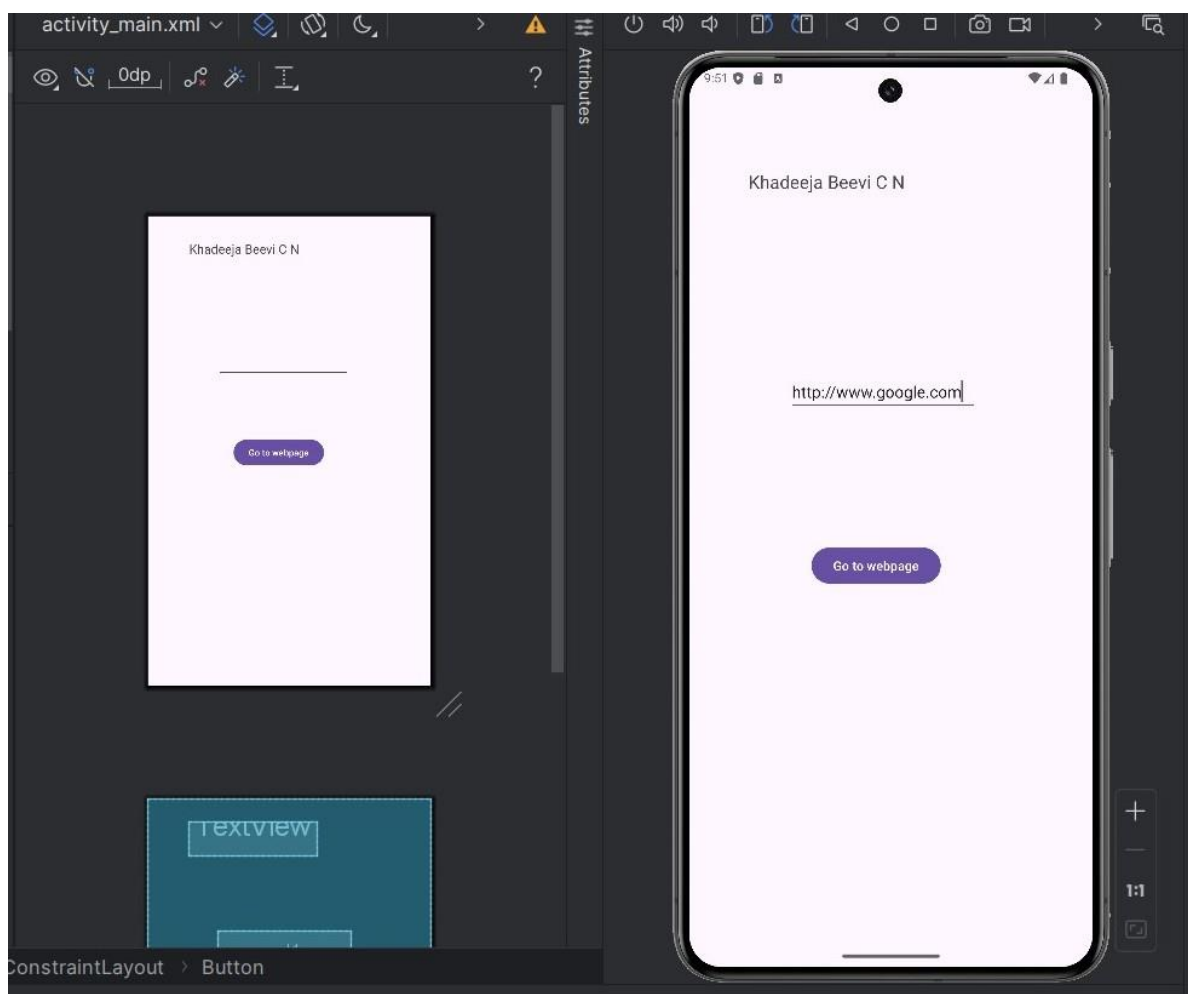 activity_main.xml
0dp
?
Attributes
Khadeeja Beevi C N
Go to webpage
TextView
ConstraintLayout > Button
9:51
Khadeeja Beevi C N
http://www.google.com
Go to webpage
1:1